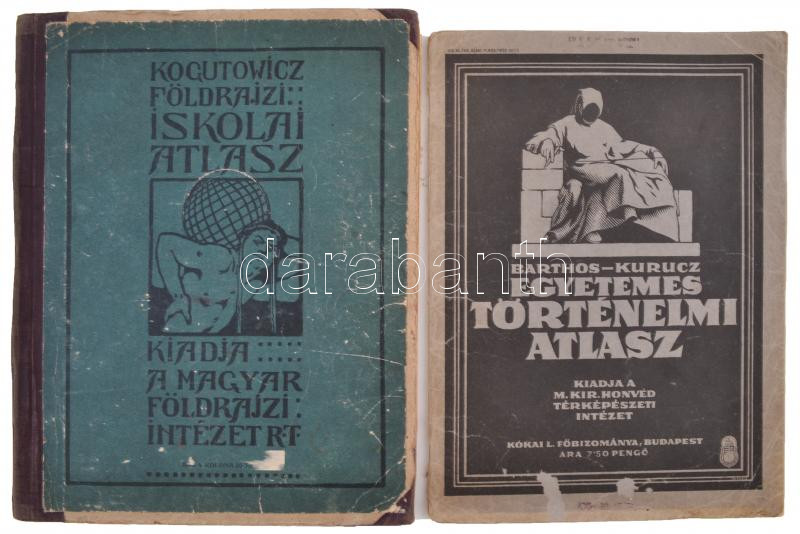 KOGUTOWICZ
FÖLDRAJZI::
ISKOLAI
ATLASZ
KIADJA :::::
A MAGYAR
FÖLDRAJZI:
INTÉZET R.T.
BARTHOS–KURUCZ
EGYETEMES
TÖRTÉNELMI
ATLASZ
KIADJA A
M. KIR. HONVÉD
TÉRKÉPÉSZETI
INTÉZET
KÓKAI L. FŐBIZOMÁNYA, BUDAPEST
ÁRA 7·50 PENGŐ
darabanth